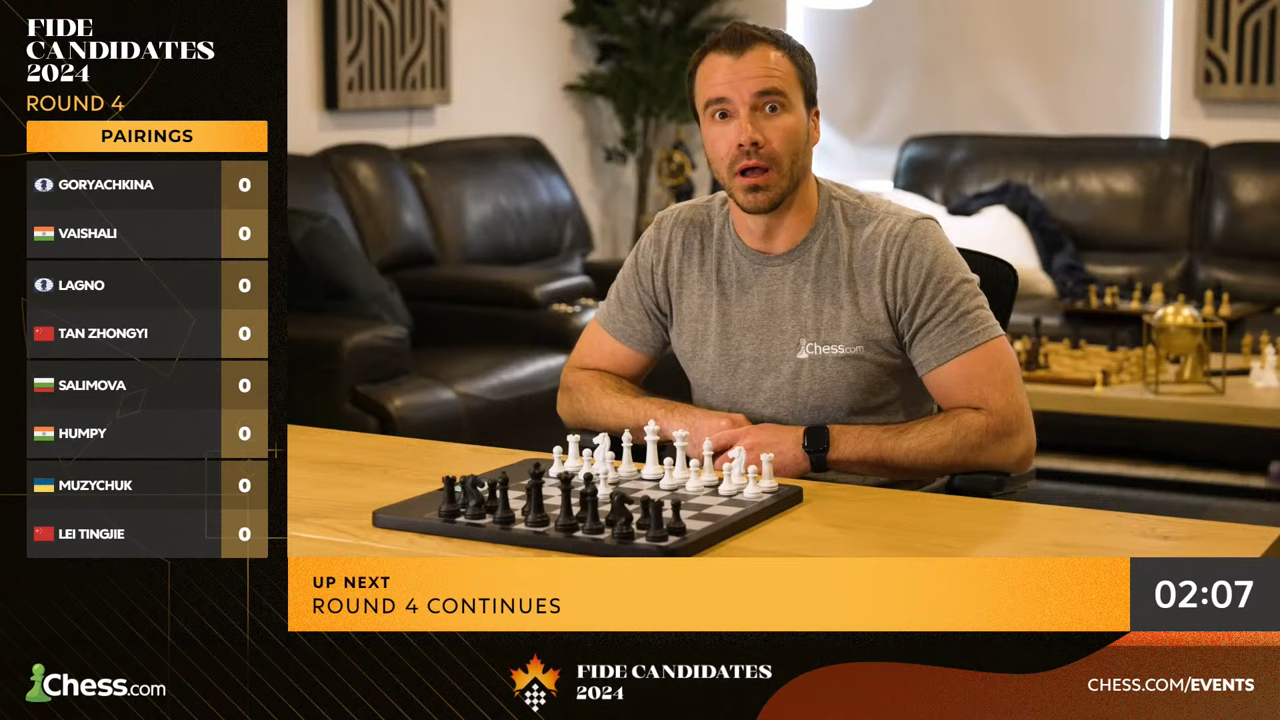 FIDE
CANDIDATES
2024
ROUND 4
PAIRINGS
GORYACHKINA 0
VAISHALI 0
LAGNO 0
TAN ZHONGYI 0
SALIMOVA 0
HUMPY 0
MUZYCHUK 0
LEI TINGJIE 0
Chess.com
UP NEXT
ROUND 4 CONTINUES
02:07
Chess.com
FIDE CANDIDATES
2024
CHESS.COM/EVENTS